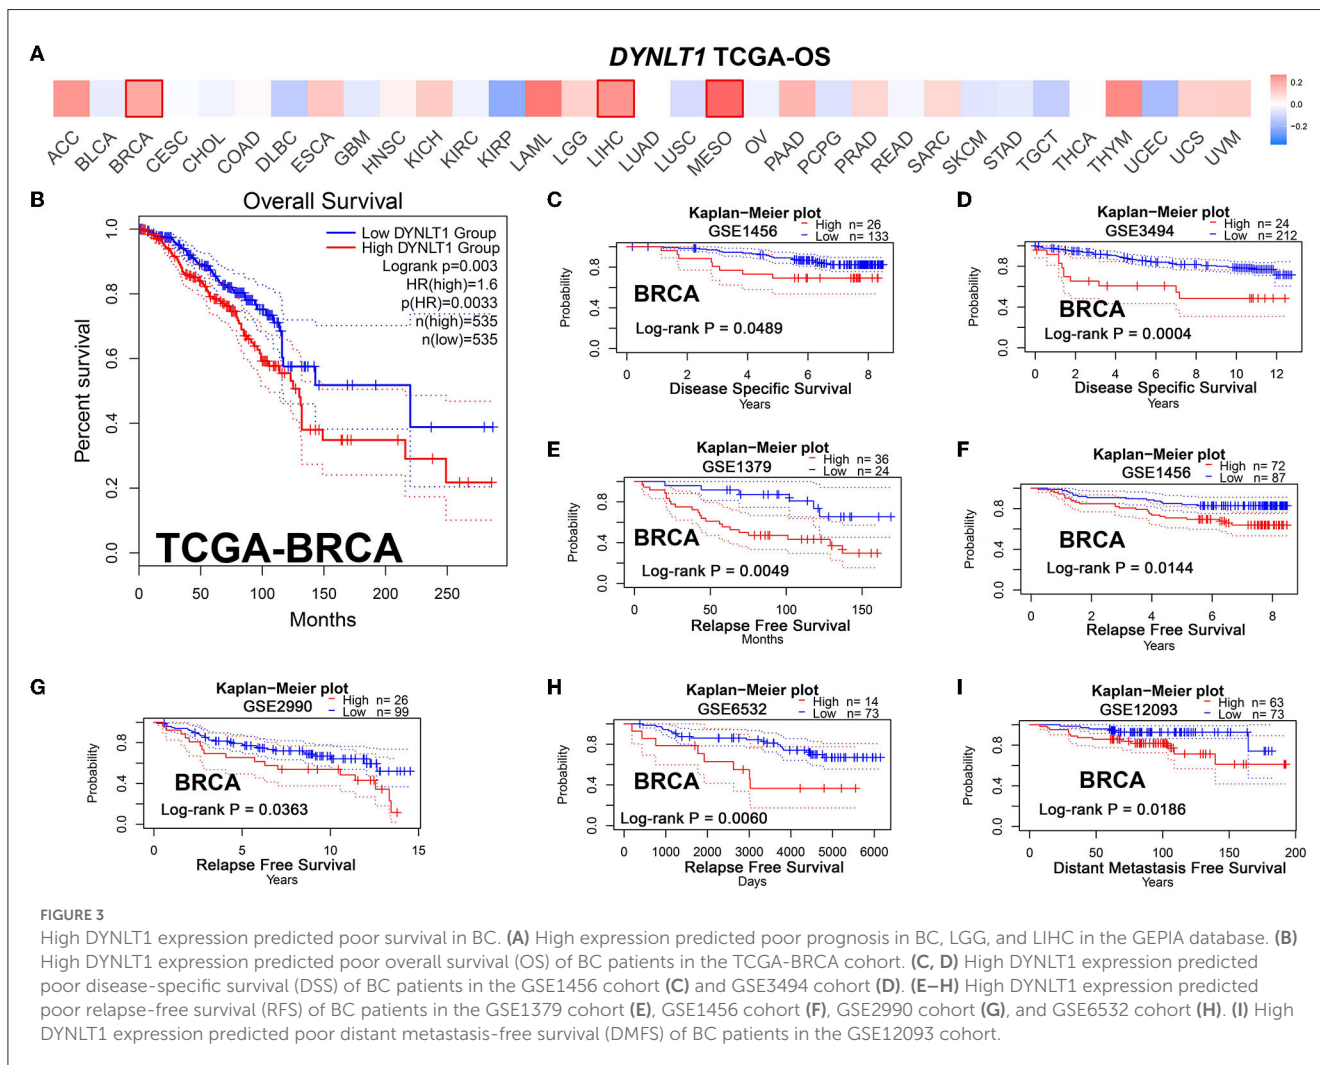 A
DYNLT1 TCGA-OS
0.2
0.0
−0.2
ACC BLCA BRCA CESC CHOL COAD DLBC ESCA GBM HNSC KICH KIRC KIRP LAML LGG LIHC LUAD LUSC MESO OV PAAD PCPG PRAD READ SARC SKCM STAD TGCT THCA THYM UCEC UCS UVM
B
Overall Survival
Low DYNLT1 Group
High DYNLT1 Group
Logrank p=0.003
HR(high)=1.6
p(HR)=0.0033
n(high)=535
n(low)=535
Percent survival
1.0
0.8
0.6
0.4
0.2
0.0
TCGA-BRCA
0 50 100 150 200 250
Months
C
Kaplan−Meier plot
GSE1456
High n= 26
Low n= 133
Probability
0.8
0.4
0.0
BRCA
Log-rank P = 0.0489
0 2 4 6 8
Disease Specific Survival
Years
D
Kaplan−Meier plot
GSE3494
High n= 24
Low n= 212
Probability
0.8
0.4
0.0
BRCA
Log-rank P = 0.0004
0 2 4 6 8 10 12
Disease Specific Survival
Years
E
Kaplan−Meier plot
GSE1379
High n= 36
Low n= 24
Probability
0.8
0.4
0.0
BRCA
Log-rank P = 0.0049
0 50 100 150
Relapse Free Survival
Months
F
Kaplan−Meier plot
GSE1456
High n= 72
Low n= 87
Probability
0.8
0.4
0.0
BRCA
Log-rank P = 0.0144
0 2 4 6 8
Relapse Free Survival
Years
G
Kaplan−Meier plot
GSE2990
High n= 26
Low n= 99
Probability
0.8
0.4
0.0
BRCA
Log-rank P = 0.0363
0 5 10 15
Relapse Free Survival
Years
H
Kaplan−Meier plot
GSE6532
High n= 14
Low n= 73
Probability
0.8
0.4
0.0
BRCA
Log-rank P = 0.0060
0 1000 2000 3000 4000 5000 6000
Relapse Free Survival
Days
I
Kaplan−Meier plot
GSE12093
High n= 63
Low n= 73
Probability
0.8
0.4
0.0
BRCA
Log-rank P = 0.0186
0 50 100 150 200
Distant Metastasis Free Survival
Years
FIGURE 3
High DYNLT1 expression predicted poor survival in BC. (A) High expression predicted poor prognosis in BC, LGG, and LIHC in the GEPIA database. (B)
High DYNLT1 expression predicted poor overall survival (OS) of BC patients in the TCGA-BRCA cohort. (C, D) High DYNLT1 expression predicted
poor disease-specific survival (DSS) of BC patients in the GSE1456 cohort (C) and GSE3494 cohort (D). (E–H) High DYNLT1 expression predicted
poor relapse-free survival (RFS) of BC patients in the GSE1379 cohort (E), GSE1456 cohort (F), GSE2990 cohort (G), and GSE6532 cohort (H). (I) High
DYNLT1 expression predicted poor distant metastasis-free survival (DMFS) of BC patients in the GSE12093 cohort.